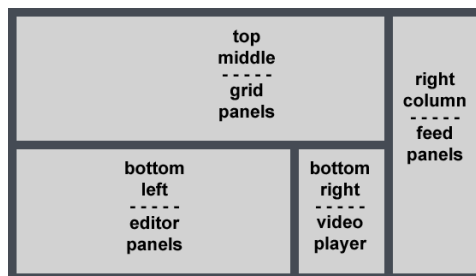 top
middle
- - - - -
grid
panels
right
column
- - - - -
feed
panels
bottom
left
- - - - -
editor
panels
bottom
right
- - - - -
video
player